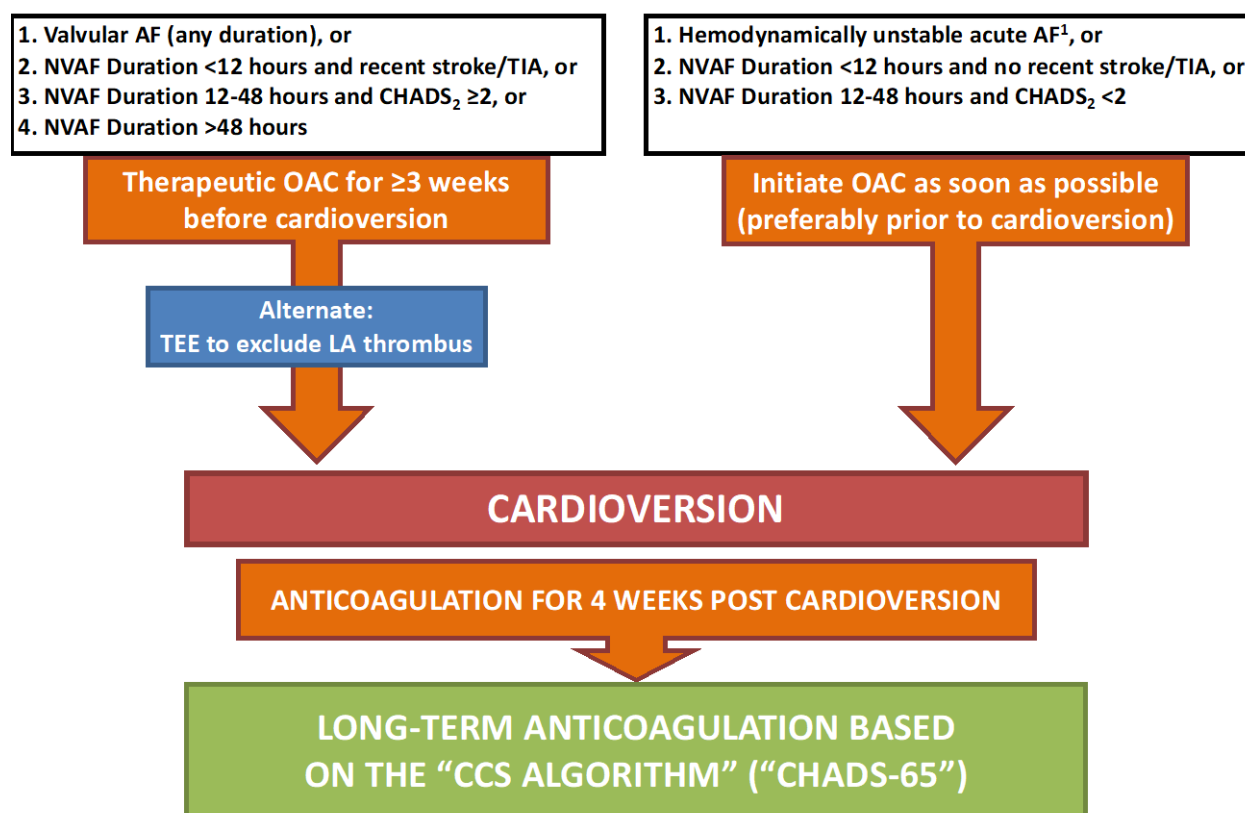 1. Valvular AF (any duration), or
2. NVAF Duration <12 hours and recent stroke/TIA, or
3. NVAF Duration 12-48 hours and CHADS₂ ≥2, or
4. NVAF Duration >48 hours
1. Hemodynamically unstable acute AF¹, or
2. NVAF Duration <12 hours and no recent stroke/TIA, or
3. NVAF Duration 12-48 hours and CHADS₂ <2
Therapeutic OAC for ≥3 weeks
before cardioversion
Initiate OAC as soon as possible
(preferably prior to cardioversion)
Alternate:
TEE to exclude LA thrombus
CARDIOVERSION
ANTICOAGULATION FOR 4 WEEKS POST CARDIOVERSION
LONG-TERM ANTICOAGULATION BASED
ON THE “CCS ALGORITHM” (“CHADS-65”)